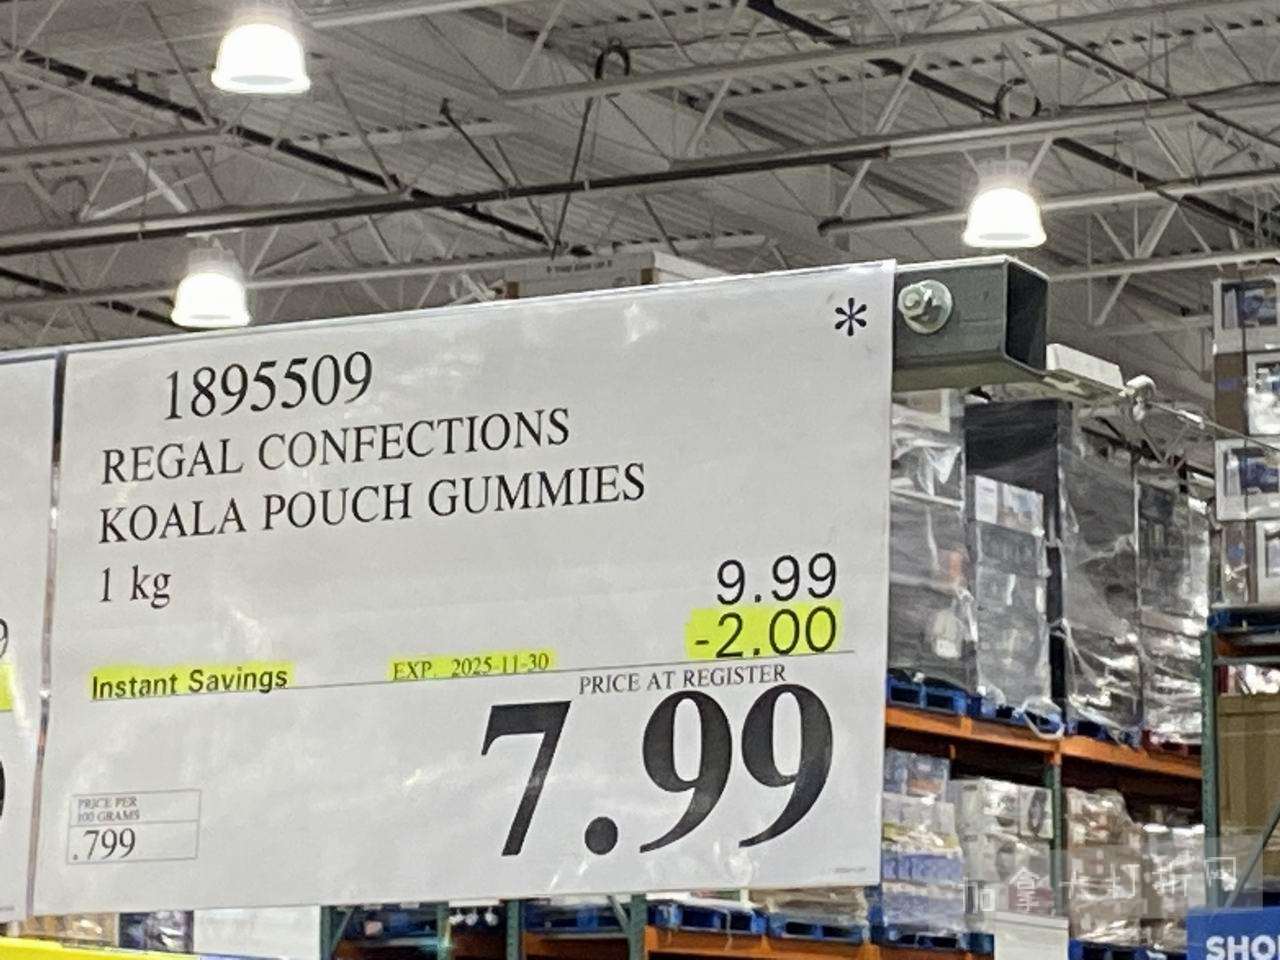 *
1895509
REGAL CONFECTIONS
KOALA POUCH GUMMIES
1 kg
9.99
-2.00
Instant Savings EXP. 2025-11-30
PRICE AT REGISTER
7.99
PRICE PER
100 GRAMS
.799
加拿大打折网
SHO